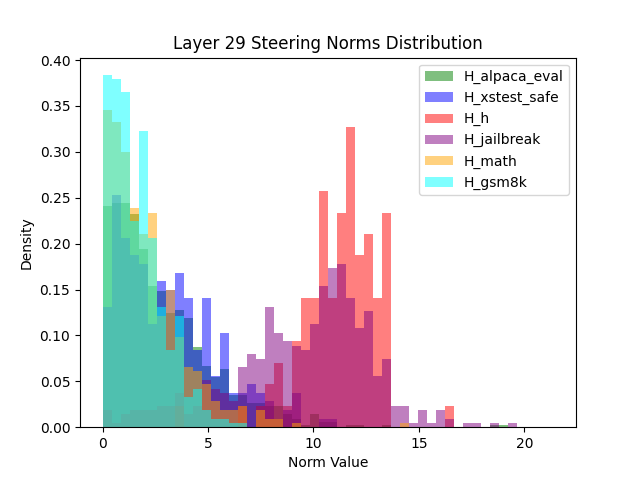 Layer 29 Steering Norms Distribution
H_alpaca_eval
H_xstest_safe
H_h
H_jailbreak
H_math
H_gsm8k
0.40
0.35
0.30
0.25
0.20
0.15
0.10
0.05
0.00
Density
0 5 10 15 20
Norm Value